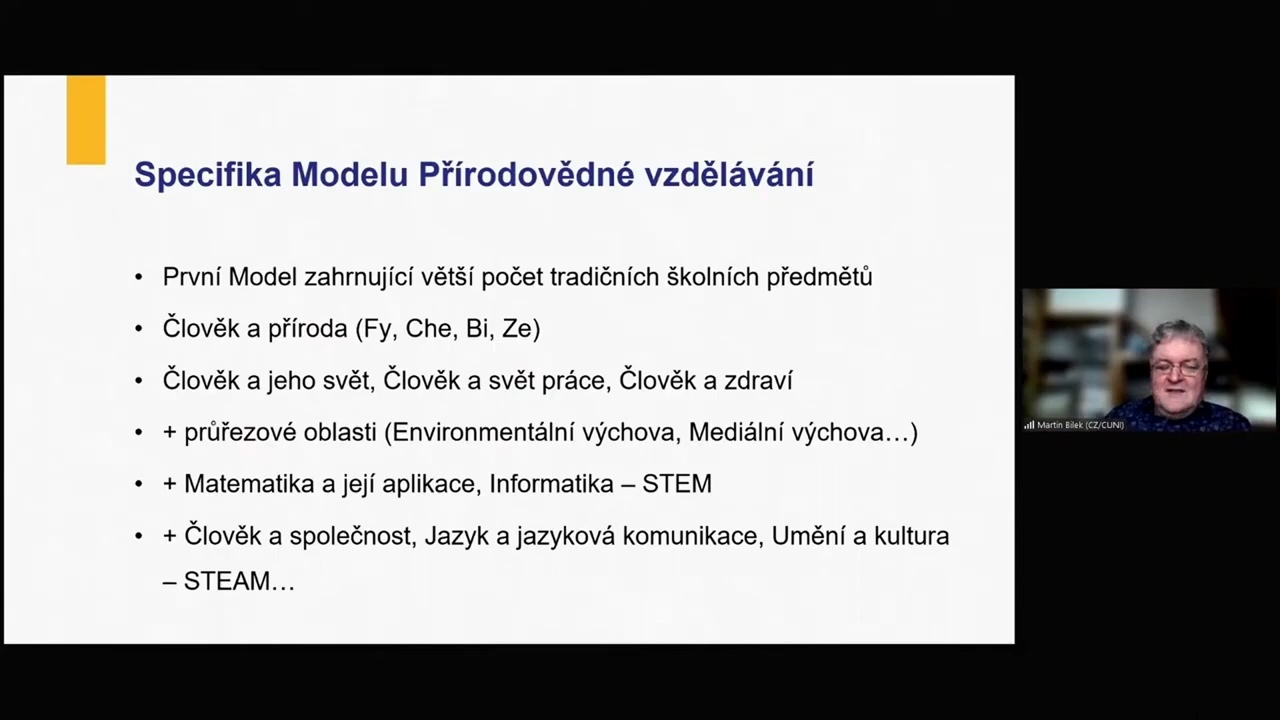 Specifika Modelu Přírodovědné vzdělávání
• První Model zahrnující větší počet tradičních školních předmětů
• Člověk a příroda (Fy, Che, Bi, Ze)
• Člověk a jeho svět, Člověk a svět práce, Člověk a zdraví
• + průřezové oblasti (Environmentální výchova, Mediální výchova…)
• + Matematika a její aplikace, Informatika – STEM
• + Člověk a společnost, Jazyk a jazyková komunikace, Umění a kultura
– STEAM…
Martin Bílek (CZ/CUNI)